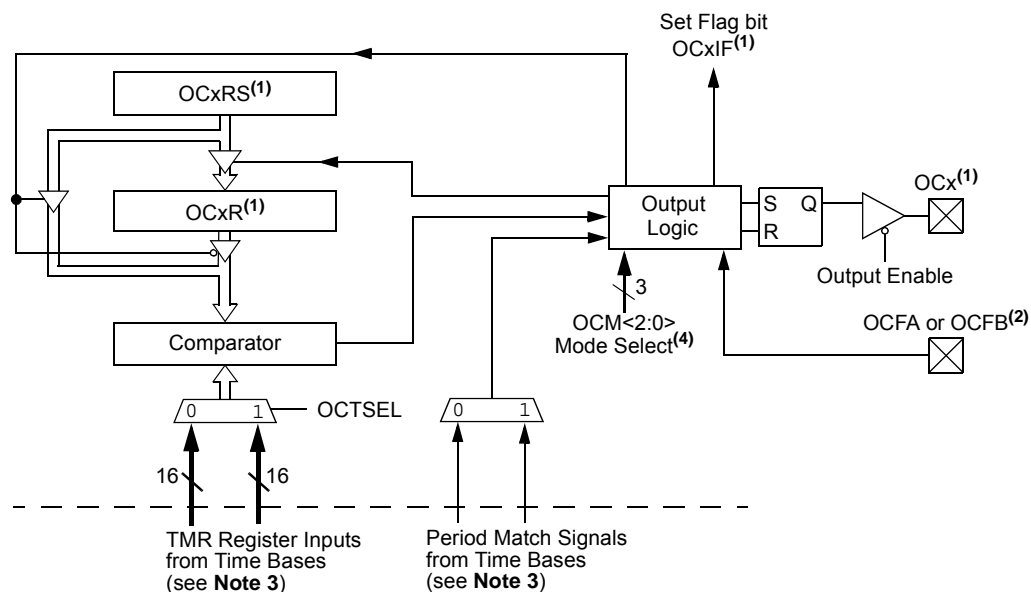 Set Flag bit
OCxIF(1)
OCxRS(1)
OCxR(1)
Output
Logic
S Q
R
OCx(1)
Output Enable
3
OCM<2:0>
Mode Select(4)
OCFA or OCFB(2)
Comparator
0 1
OCTSEL
0 1
16
16
TMR Register Inputs
from Time Bases
(see Note 3)
Period Match Signals
from Time Bases
(see Note 3)